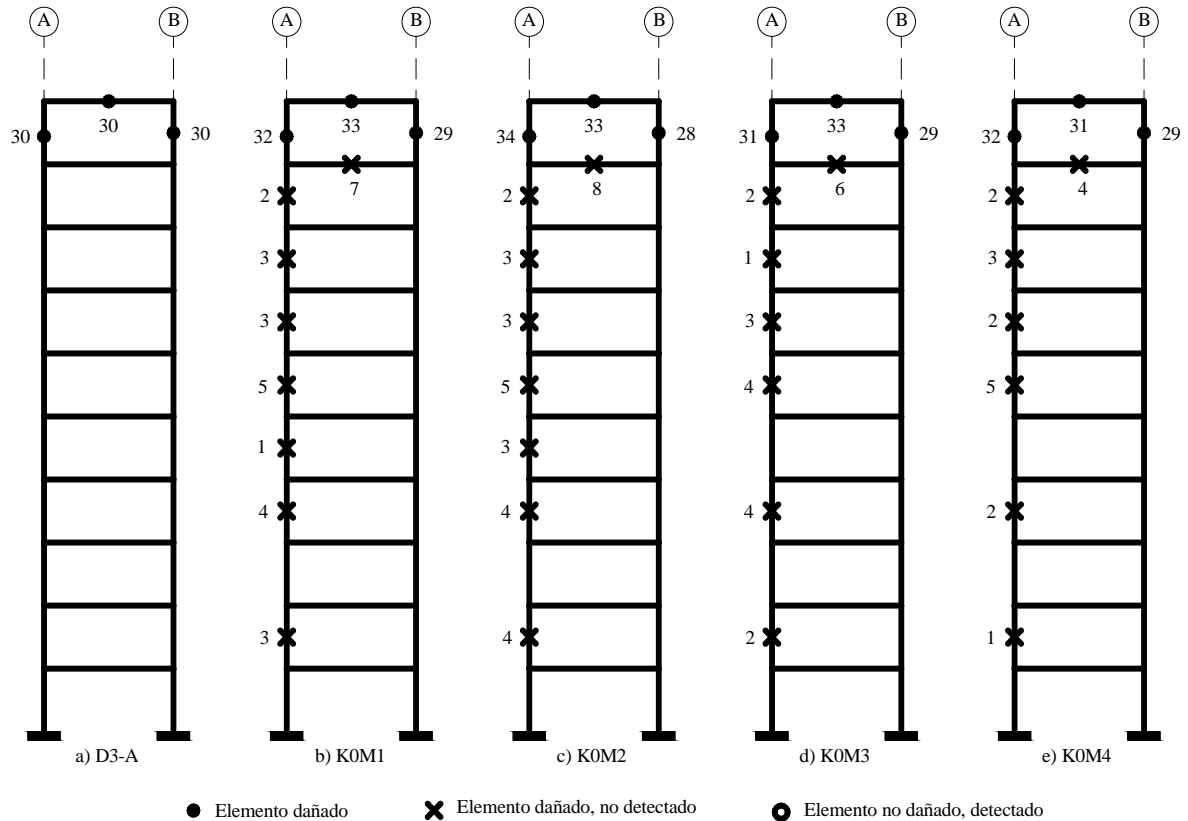 A B A B A B A B A B
30 30 30
32 33 29
34 33 28
31 33 29
32 31 29
7 8 6 4
2 2 2 2
3 3 1 3
3 3 3 2
5 5 4 5
1 3
4 4 4 2
3 4 2 1
a) D3-A
b) K0M1
c) K0M2
d) K0M3
e) K0M4
Elemento dañado
Elemento dañado, no detectado
Elemento no dañado, detectado